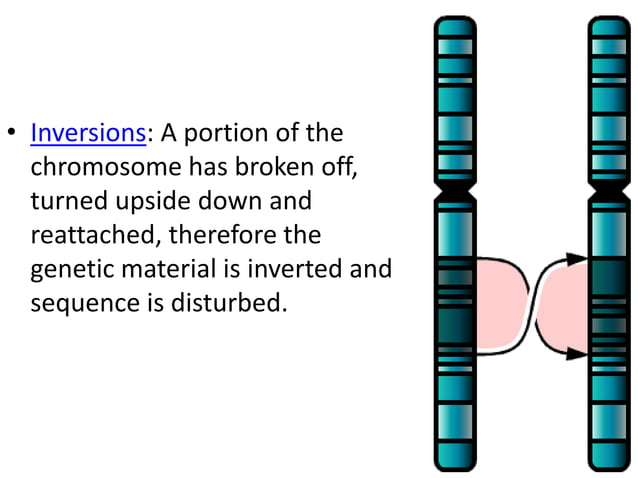 • Inversions: A portion of the
chromosome has broken off,
turned upside down and
reattached, therefore the
genetic material is inverted and
sequence is disturbed.